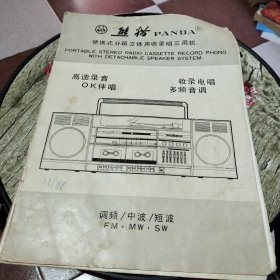 熊猫 PANDA®
便携式分箱立体声收录唱三用机
PORTABLE STEREO RADIO CASSETTE RECORD PHONO
WITH DETACHABLE SPEAKER SYSTEM
高速录音 收录电唱
OK伴唱 多频音调
调频/中波/短波
FM·MW·SW